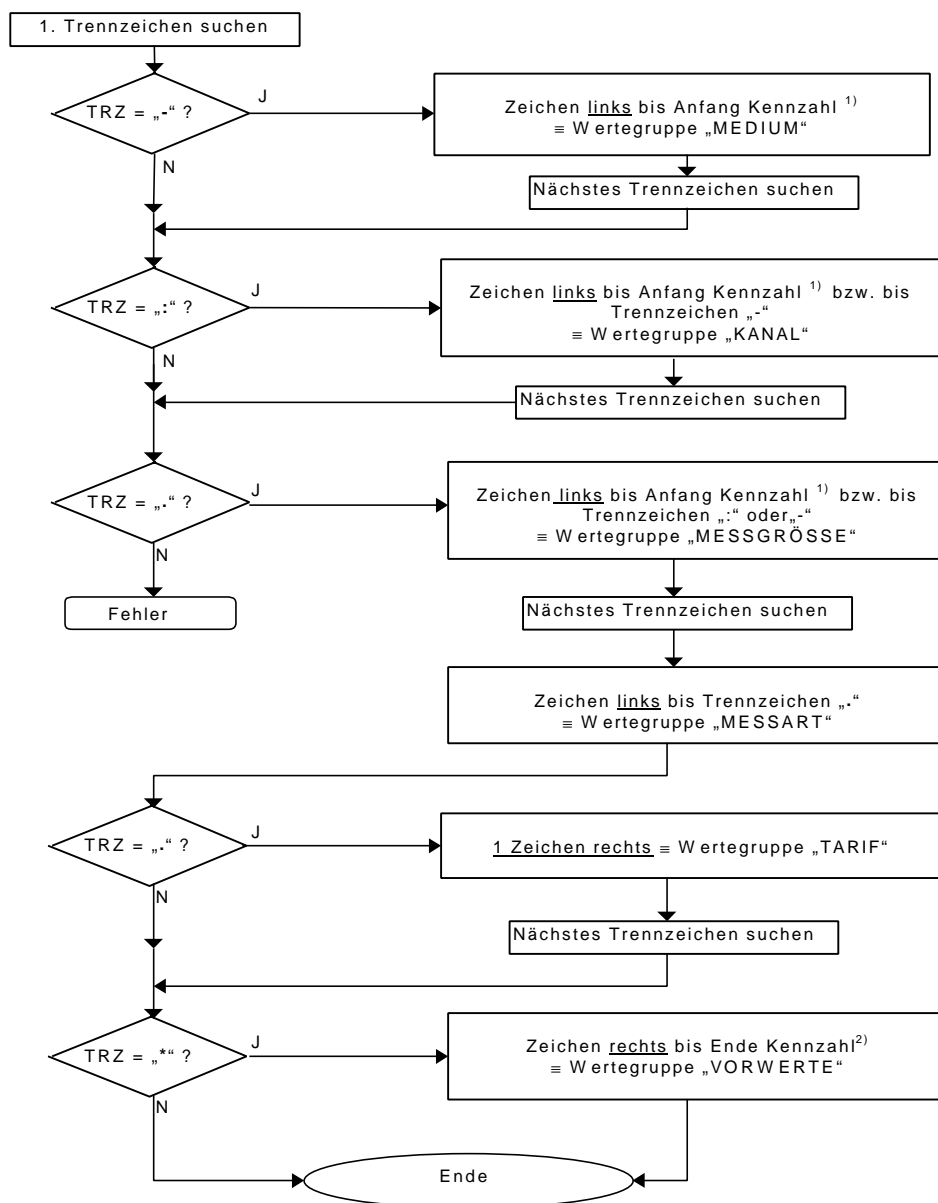 1. Trennzeichen suchen
TRZ = „-“ ?
J
Zeichen links bis Anfang Kennzahl 1)
≡ Wertegruppe „MEDIUM“
N
Nächstes Trennzeichen suchen
TRZ = „:“ ?
J
Zeichen links bis Anfang Kennzahl 1) bzw. bis
Trennzeichen „-“
≡ Wertegruppe „KANAL“
N
Nächstes Trennzeichen suchen
TRZ = „.“ ?
J
Zeichen links bis Anfang Kennzahl 1) bzw. bis
Trennzeichen „:“ oder„-“
≡ Wertegruppe „MESSGRÖSSE“
N
Fehler
Nächstes Trennzeichen suchen
Zeichen links bis Trennzeichen „.“
≡ Wertegruppe „MESSART“
TRZ = „.“ ?
J
1 Zeichen rechts ≡ Wertegruppe „TARIF“
N
Nächstes Trennzeichen suchen
TRZ = „*“ ?
J
Zeichen rechts bis Ende Kennzahl2)
≡ Wertegruppe „VORWERTE“
N
Ende